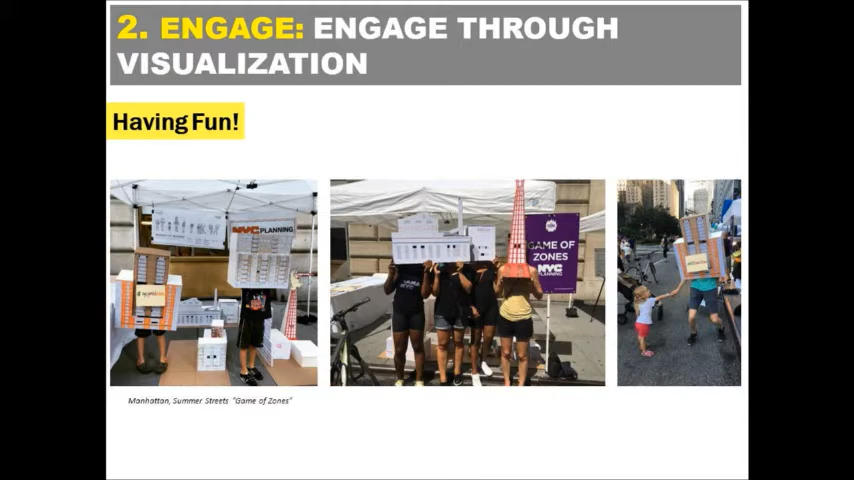 2. ENGAGE: ENGAGE THROUGH
VISUALIZATION
Having Fun!
NYC PLANNING
GAME OF
ZONES
NYC
PLANNING
Manhattan, Summer Streets "Game of Zones"